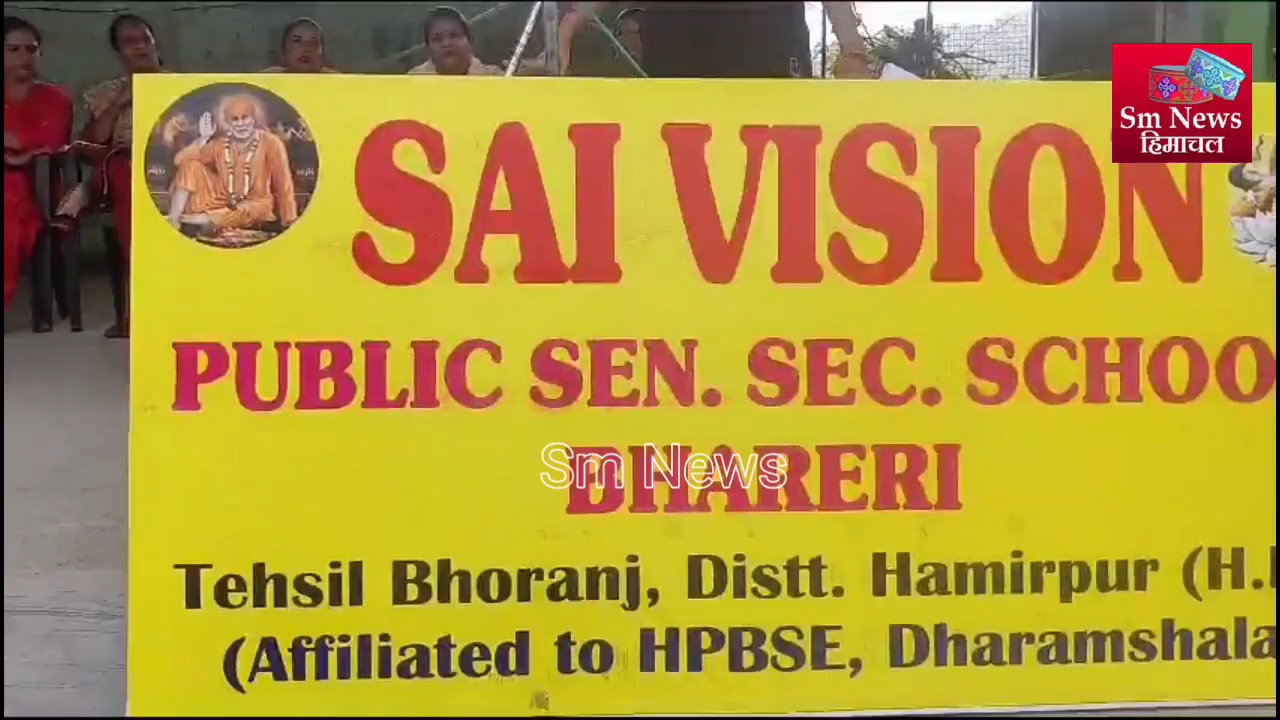 Sm News
हिमाचल
SAI VISION
PUBLIC SEN. SEC. SCHOO
BHARERI
Sm News
Tehsil Bhoranj, Distt. Hamirpur (H.
(Affiliated to HPBSE, Dharamshala